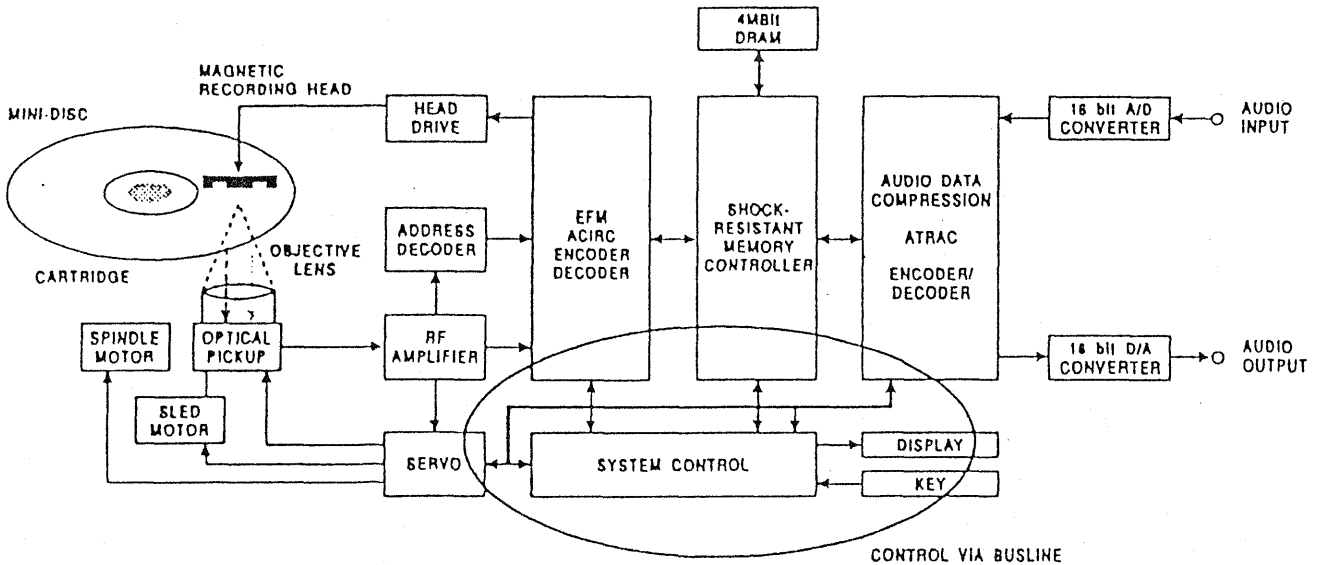 4MBit
DRAM
MAGNETIC
RECORDING HEAD
MINI-DISC
HEAD
DRIVE
16 bit A/D
CONVERTER
AUDIO
INPUT
EFM
ACIRC
ENCODER
DECODER
SHOCK-
RESISTANT
MEMORY
CONTROLLER
AUDIO DATA
COMPRESSION
ATRAC
ENCODER/
DECODER
ADDRESS
DECODER
OBJECTIVE
LENS
CARTRIDGE
SPINDLE
MOTOR
OPTICAL
PICKUP
RF
AMPLIFIER
16 bit D/A
CONVERTER
AUDIO
OUTPUT
SLED
MOTOR
SERVO
SYSTEM CONTROL
DISPLAY
KEY
CONTROL VIA BUSLINE